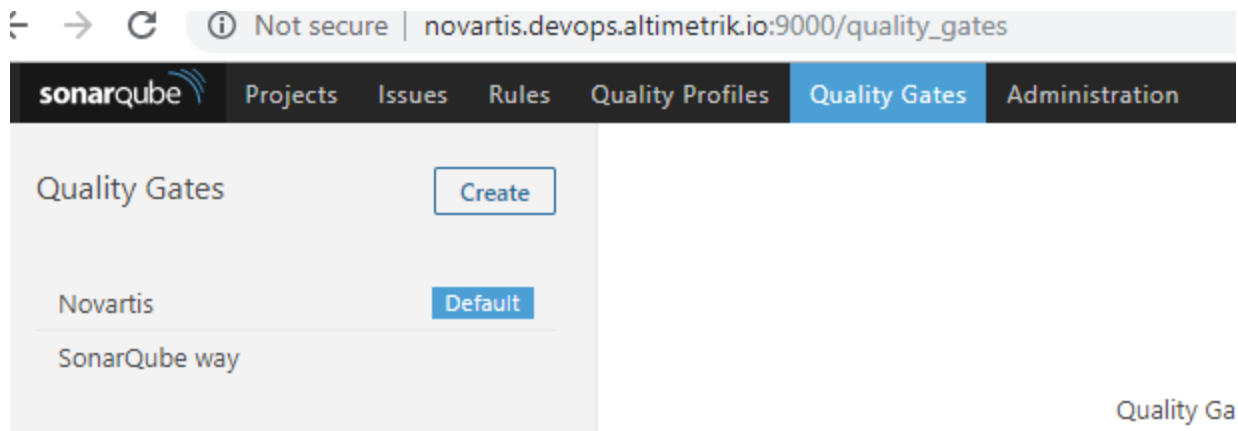 Not secure | novartis.devops.altimetrik.io:9000/quality_gates
sonarqube Projects Issues Rules Quality Profiles Quality Gates Administration
Quality Gates Create
Novartis Default
SonarQube way
Quality Ga